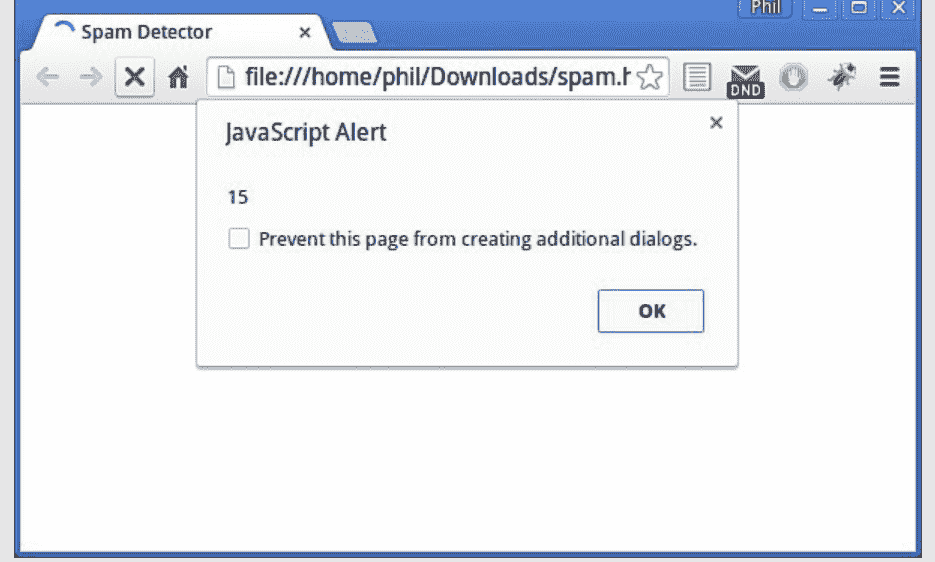 Phil
Spam Detector
file:///home/phil/Downloads/spam.h
DND
JavaScript Alert
15
Prevent this page from creating additional dialogs.
OK